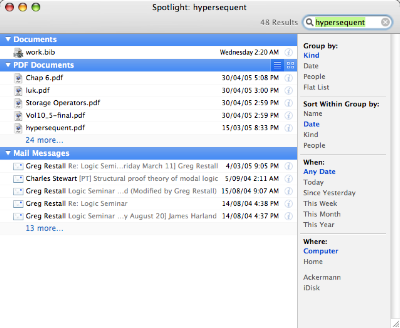 Spotlight: hypersequent
48 Results
hypersequent
Documents
work.bib Wednesday 2:20 AM
PDF Documents
Chap 6.pdf 30/04/05 5:08 PM
luk.pdf 30/04/05 3:00 PM
Storage Operators.pdf 30/04/05 2:59 PM
Vol10_5-final.pdf 30/04/05 2:59 PM
hypersequent.pdf 15/03/05 8:33 PM
24 more...
Mail Messages
Greg Restall Re: Logic Semin...riday March 11] Greg Restall 4/03/05 9:05 PM
Charles Stewart [PT] Structural proof theory of modal logic 5/09/04 2:11 AM
Greg Restall Logic Seminar ...d (Modified by Greg Restall) 15/08/04 9:07 AM
Greg Restall Re: Logic Seminar 14/08/04 4:38 PM
Greg Restall Logic Semin...y August 20] James Harland 14/08/04 4:37 PM
13 more...
Group by:
Kind
Date
People
Flat List
Sort Within Group by:
Name
Date
Kind
People
When:
Any Date
Today
Since Yesterday
This Week
This Month
This Year
Where:
Computer
Home
Ackermann
iDisk